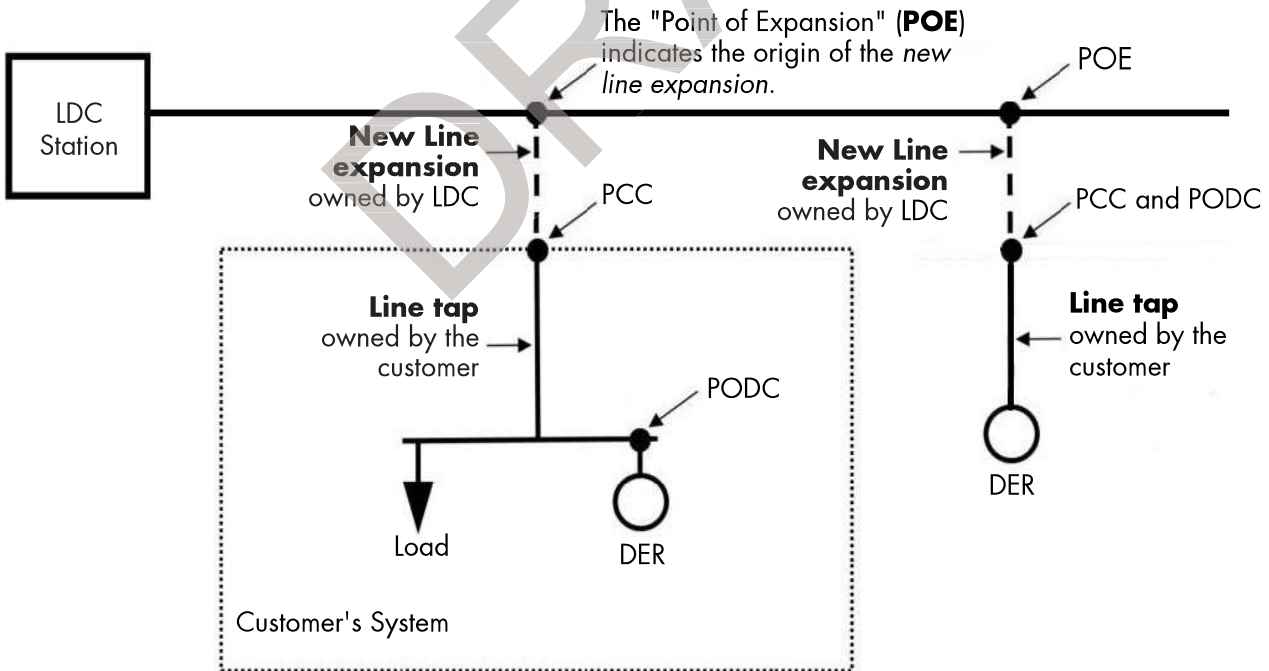 The "Point of Expansion" (POE)
indicates the origin of the new
line expansion.
POE
LDC
Station
New Line
expansion
owned by LDC
New Line
expansion
owned by LDC
PCC
PCC and PODC
Line tap
owned by the
customer
Line tap
owned by the
customer
PODC
DER
Load
DER
Customer's System
DRA